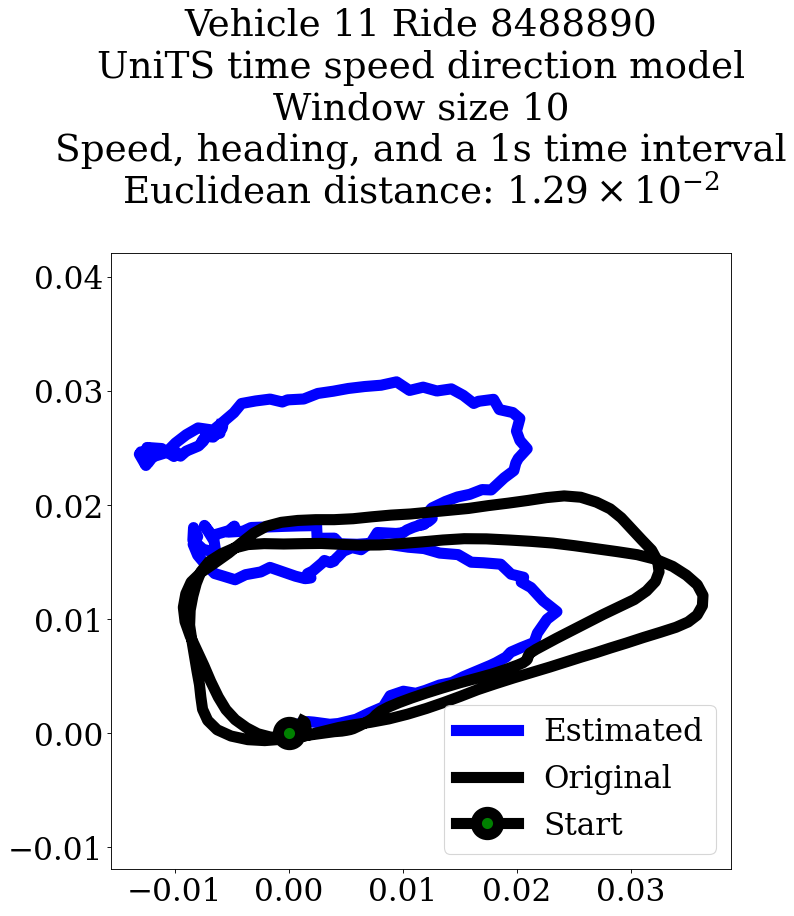 Vehicle 11 Ride 8488890
UniTS time speed direction model
Window size 10
Speed, heading, and a 1s time interval
Euclidean distance: 1.29 × 10⁻²
0.04
0.03
0.02
0.01
0.00
−0.01
Estimated
Original
Start
−0.01 0.00 0.01 0.02 0.03